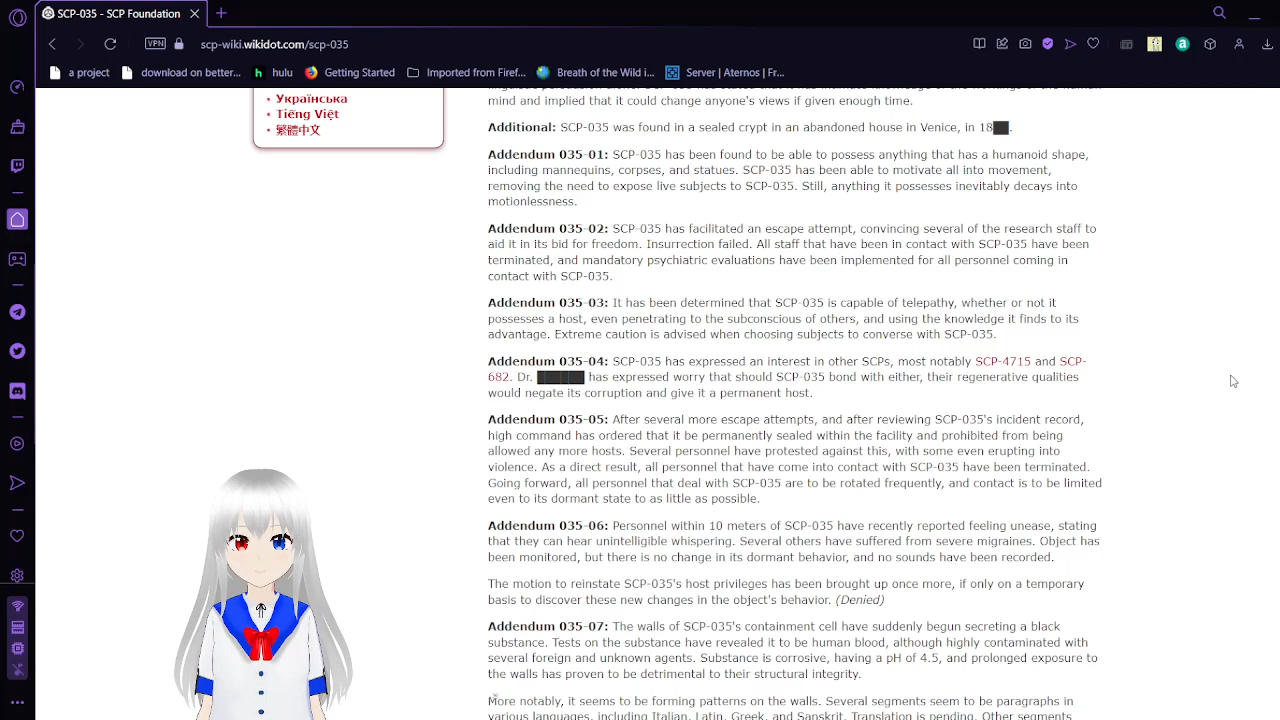 SCP-035 - SCP Foundation
VPN
scp-wiki.wikidot.com/scp-035
a project
download on better...
hulu
Getting Started
Imported from Firef...
Breath of the Wild i...
Server | Aternos | Fr...
Українська
Tiếng Việt
繁體中文
mind and implied that it could change anyone's views if given enough time.
Additional: SCP-035 was found in a sealed crypt in an abandoned house in Venice, in 18██.
Addendum 035-01: SCP-035 has been found to be able to possess anything that has a humanoid shape,
including mannequins, corpses, and statues. SCP-035 has been able to motivate all into movement,
removing the need to expose live subjects to SCP-035. Still, anything it possesses inevitably decays into
motionlessness.
Addendum 035-02: SCP-035 has facilitated an escape attempt, convincing several of the research staff to
aid it in its bid for freedom. Insurrection failed. All staff that have been in contact with SCP-035 have been
terminated, and mandatory psychiatric evaluations have been implemented for all personnel coming in
contact with SCP-035.
Addendum 035-03: It has been determined that SCP-035 is capable of telepathy, whether or not it
possesses a host, even penetrating to the subconscious of others, and using the knowledge it finds to its
advantage. Extreme caution is advised when choosing subjects to converse with SCP-035.
Addendum 035-04: SCP-035 has expressed an interest in other SCPs, most notably SCP-4715 and SCP-
682. Dr. ██████ has expressed worry that should SCP-035 bond with either, their regenerative qualities
would negate its corruption and give it a permanent host.
Addendum 035-05: After several more escape attempts, and after reviewing SCP-035's incident record,
high command has ordered that it be permanently sealed within the facility and prohibited from being
allowed any more hosts. Several personnel have protested against this, with some even erupting into
violence. As a direct result, all personnel that have come into contact with SCP-035 have been terminated.
Going forward, all personnel that deal with SCP-035 are to be rotated frequently, and contact is to be limited
even to its dormant state to as little as possible.
Addendum 035-06: Personnel within 10 meters of SCP-035 have recently reported feeling unease, stating
that they can hear unintelligible whispering. Several others have suffered from severe migraines. Object has
been monitored, but there is no change in its dormant behavior, and no sounds have been recorded.
The motion to reinstate SCP-035's host privileges has been brought up once more, if only on a temporary
basis to discover these new changes in the object's behavior. (Denied)
Addendum 035-07: The walls of SCP-035's containment cell have suddenly begun secreting a black
substance. Tests on the substance have revealed it to be human blood, although highly contaminated with
several foreign and unknown agents. Substance is corrosive, having a pH of 4.5, and prolonged exposure to
the walls has proven to be detrimental to their structural integrity.
More notably, it seems to be forming patterns on the walls. Several segments seem to be paragraphs in
various languages, including Italian, Latin, Greek, and Sanskrit. Translation is pending. Other segments